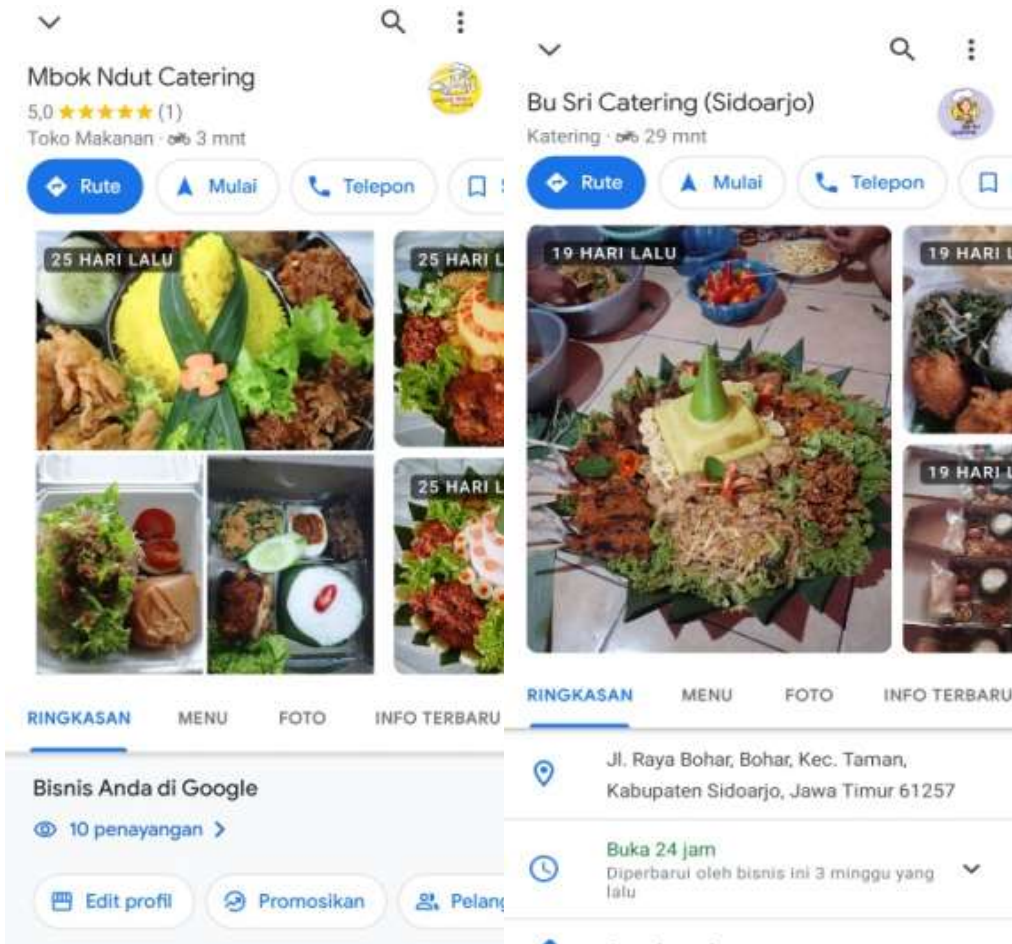 Mbok Ndut Catering
5,0 (1)
Toko Makanan · 3 mnt
Rute
Mulai
Telepon
25 HARI LALU
25 HARI L
25 HARI L
RINGKASAN
MENU
FOTO
INFO TERBARU
Bisnis Anda di Google
10 penayangan
Edit profil
Promosikan
Pelang
Bu Sri Catering (Sidoarjo)
Katering · 29 mnt
Rute
Mulai
Telepon
19 HARI LALU
19 HARI L
19 HARI L
RINGKASAN
MENU
FOTO
INFO TERBARU
Jl. Raya Bohar, Bohar, Kec. Taman,
Kabupaten Sidoarjo, Jawa Timur 61257
Buka 24 jam
Diperbarui oleh bisnis ini 3 minggu yang
lalu